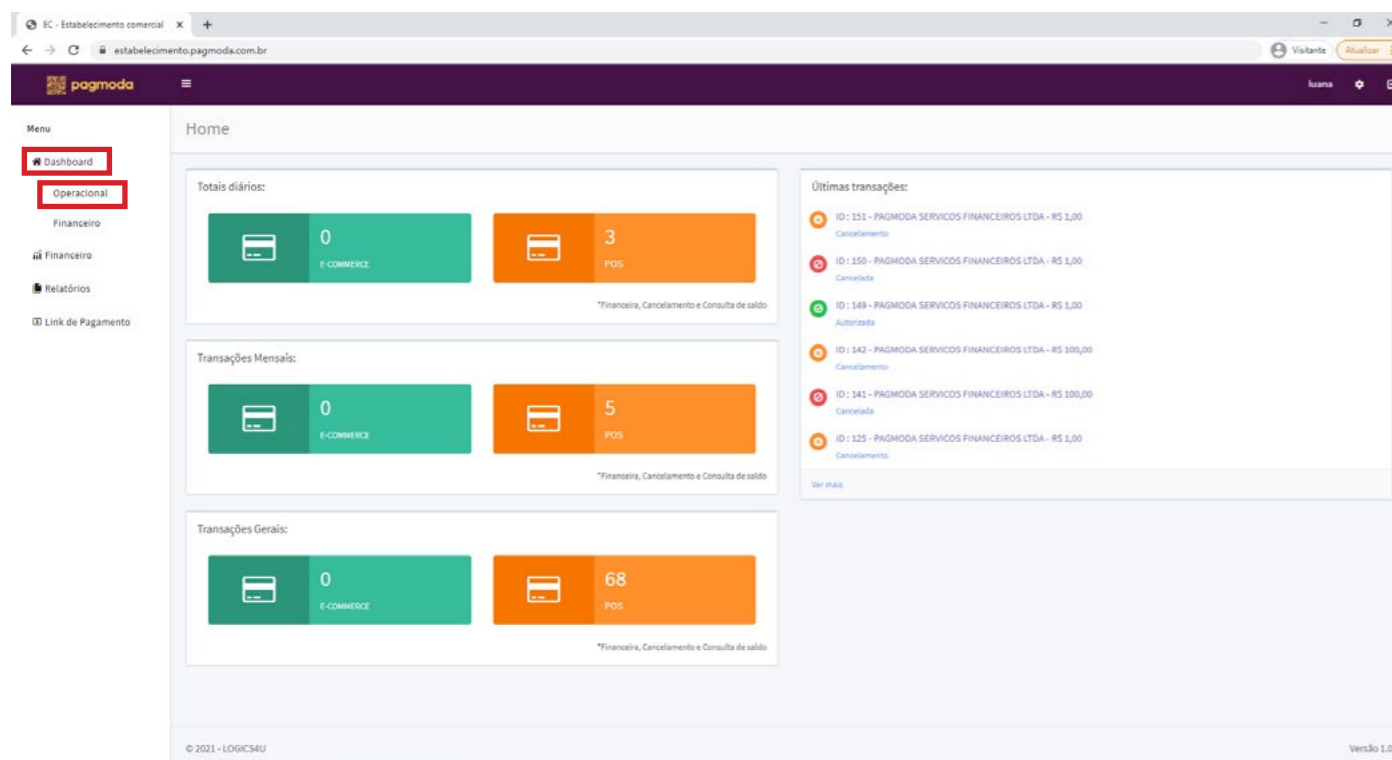 EC - Estabelecimento comercial
estabelecimento.pagmoda.com.br
Visitante
Atualizar
pagmoda
luana
Menu
Dashboard
Operacional
Financeiro
Financeiro
Relatórios
Link de Pagamento
Home
Totais diários:
0
E-COMMERCE
3
POS
*Financeira, Cancelamento e Consulta de saldo
Transações Mensais:
0
E-COMMERCE
5
POS
*Financeira, Cancelamento e Consulta de saldo
Transações Gerais:
0
E-COMMERCE
68
POS
*Financeira, Cancelamento e Consulta de saldo
Últimas transações:
ID : 151 - PAGMODA SERVICOS FINANCEIROS LTDA - R$ 1,00
Cancelamento
ID : 150 - PAGMODA SERVICOS FINANCEIROS LTDA - R$ 1,00
Cancelada
ID : 149 - PAGMODA SERVICOS FINANCEIROS LTDA - R$ 1,00
Autorizada
ID : 142 - PAGMODA SERVICOS FINANCEIROS LTDA - R$ 100,00
Cancelamento
ID : 141 - PAGMODA SERVICOS FINANCEIROS LTDA - R$ 100,00
Cancelada
ID : 125 - PAGMODA SERVICOS FINANCEIROS LTDA - R$ 1,00
Cancelamento
Ver mais
© 2021 - LOGICS4U
Versão 1.0